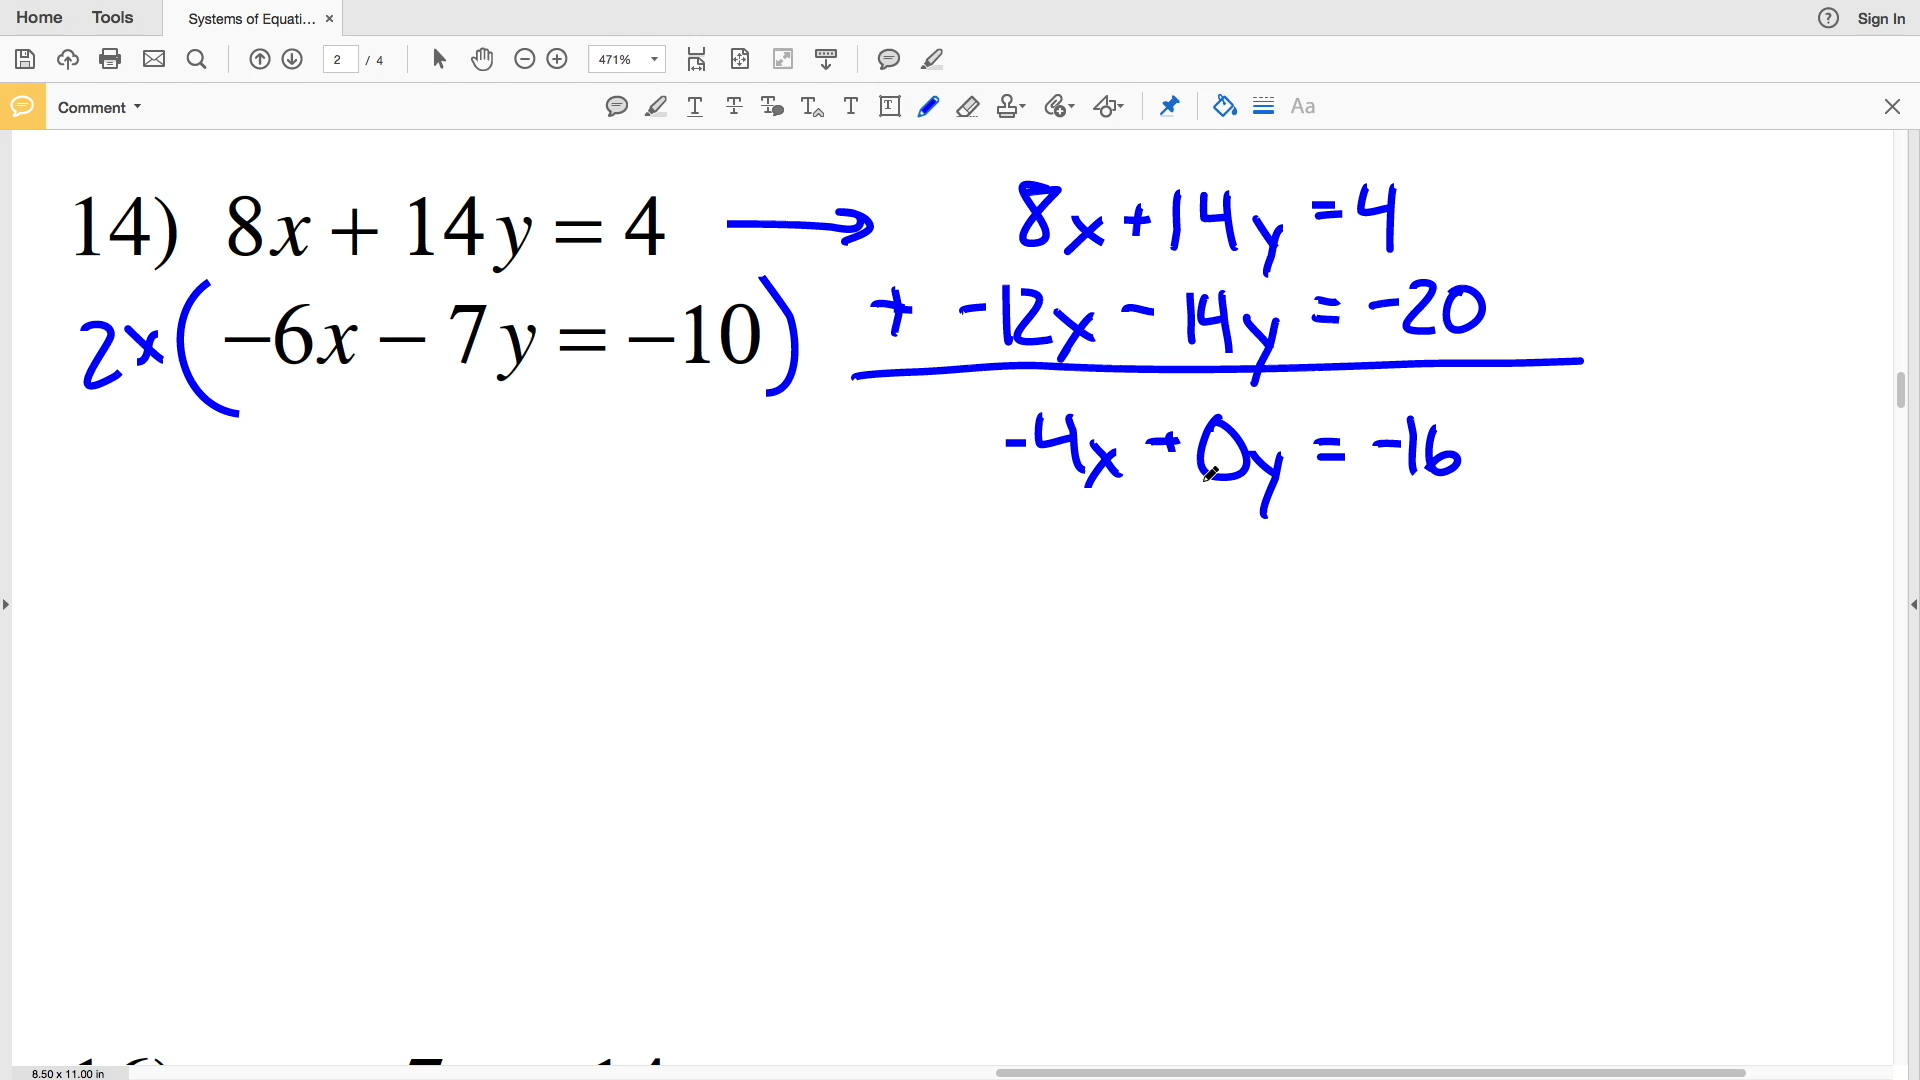 Home Tools Systems of Equati... × ? Sign In
2 / 4 471%
Comment T T T T T T Aa
14) 8x + 14y = 4 8x + 14y = 4
2x ( −6x − 7y = −10 ) + -12x - 14y = -20
-4x + 0y = -16
8.50 x 11.00 in